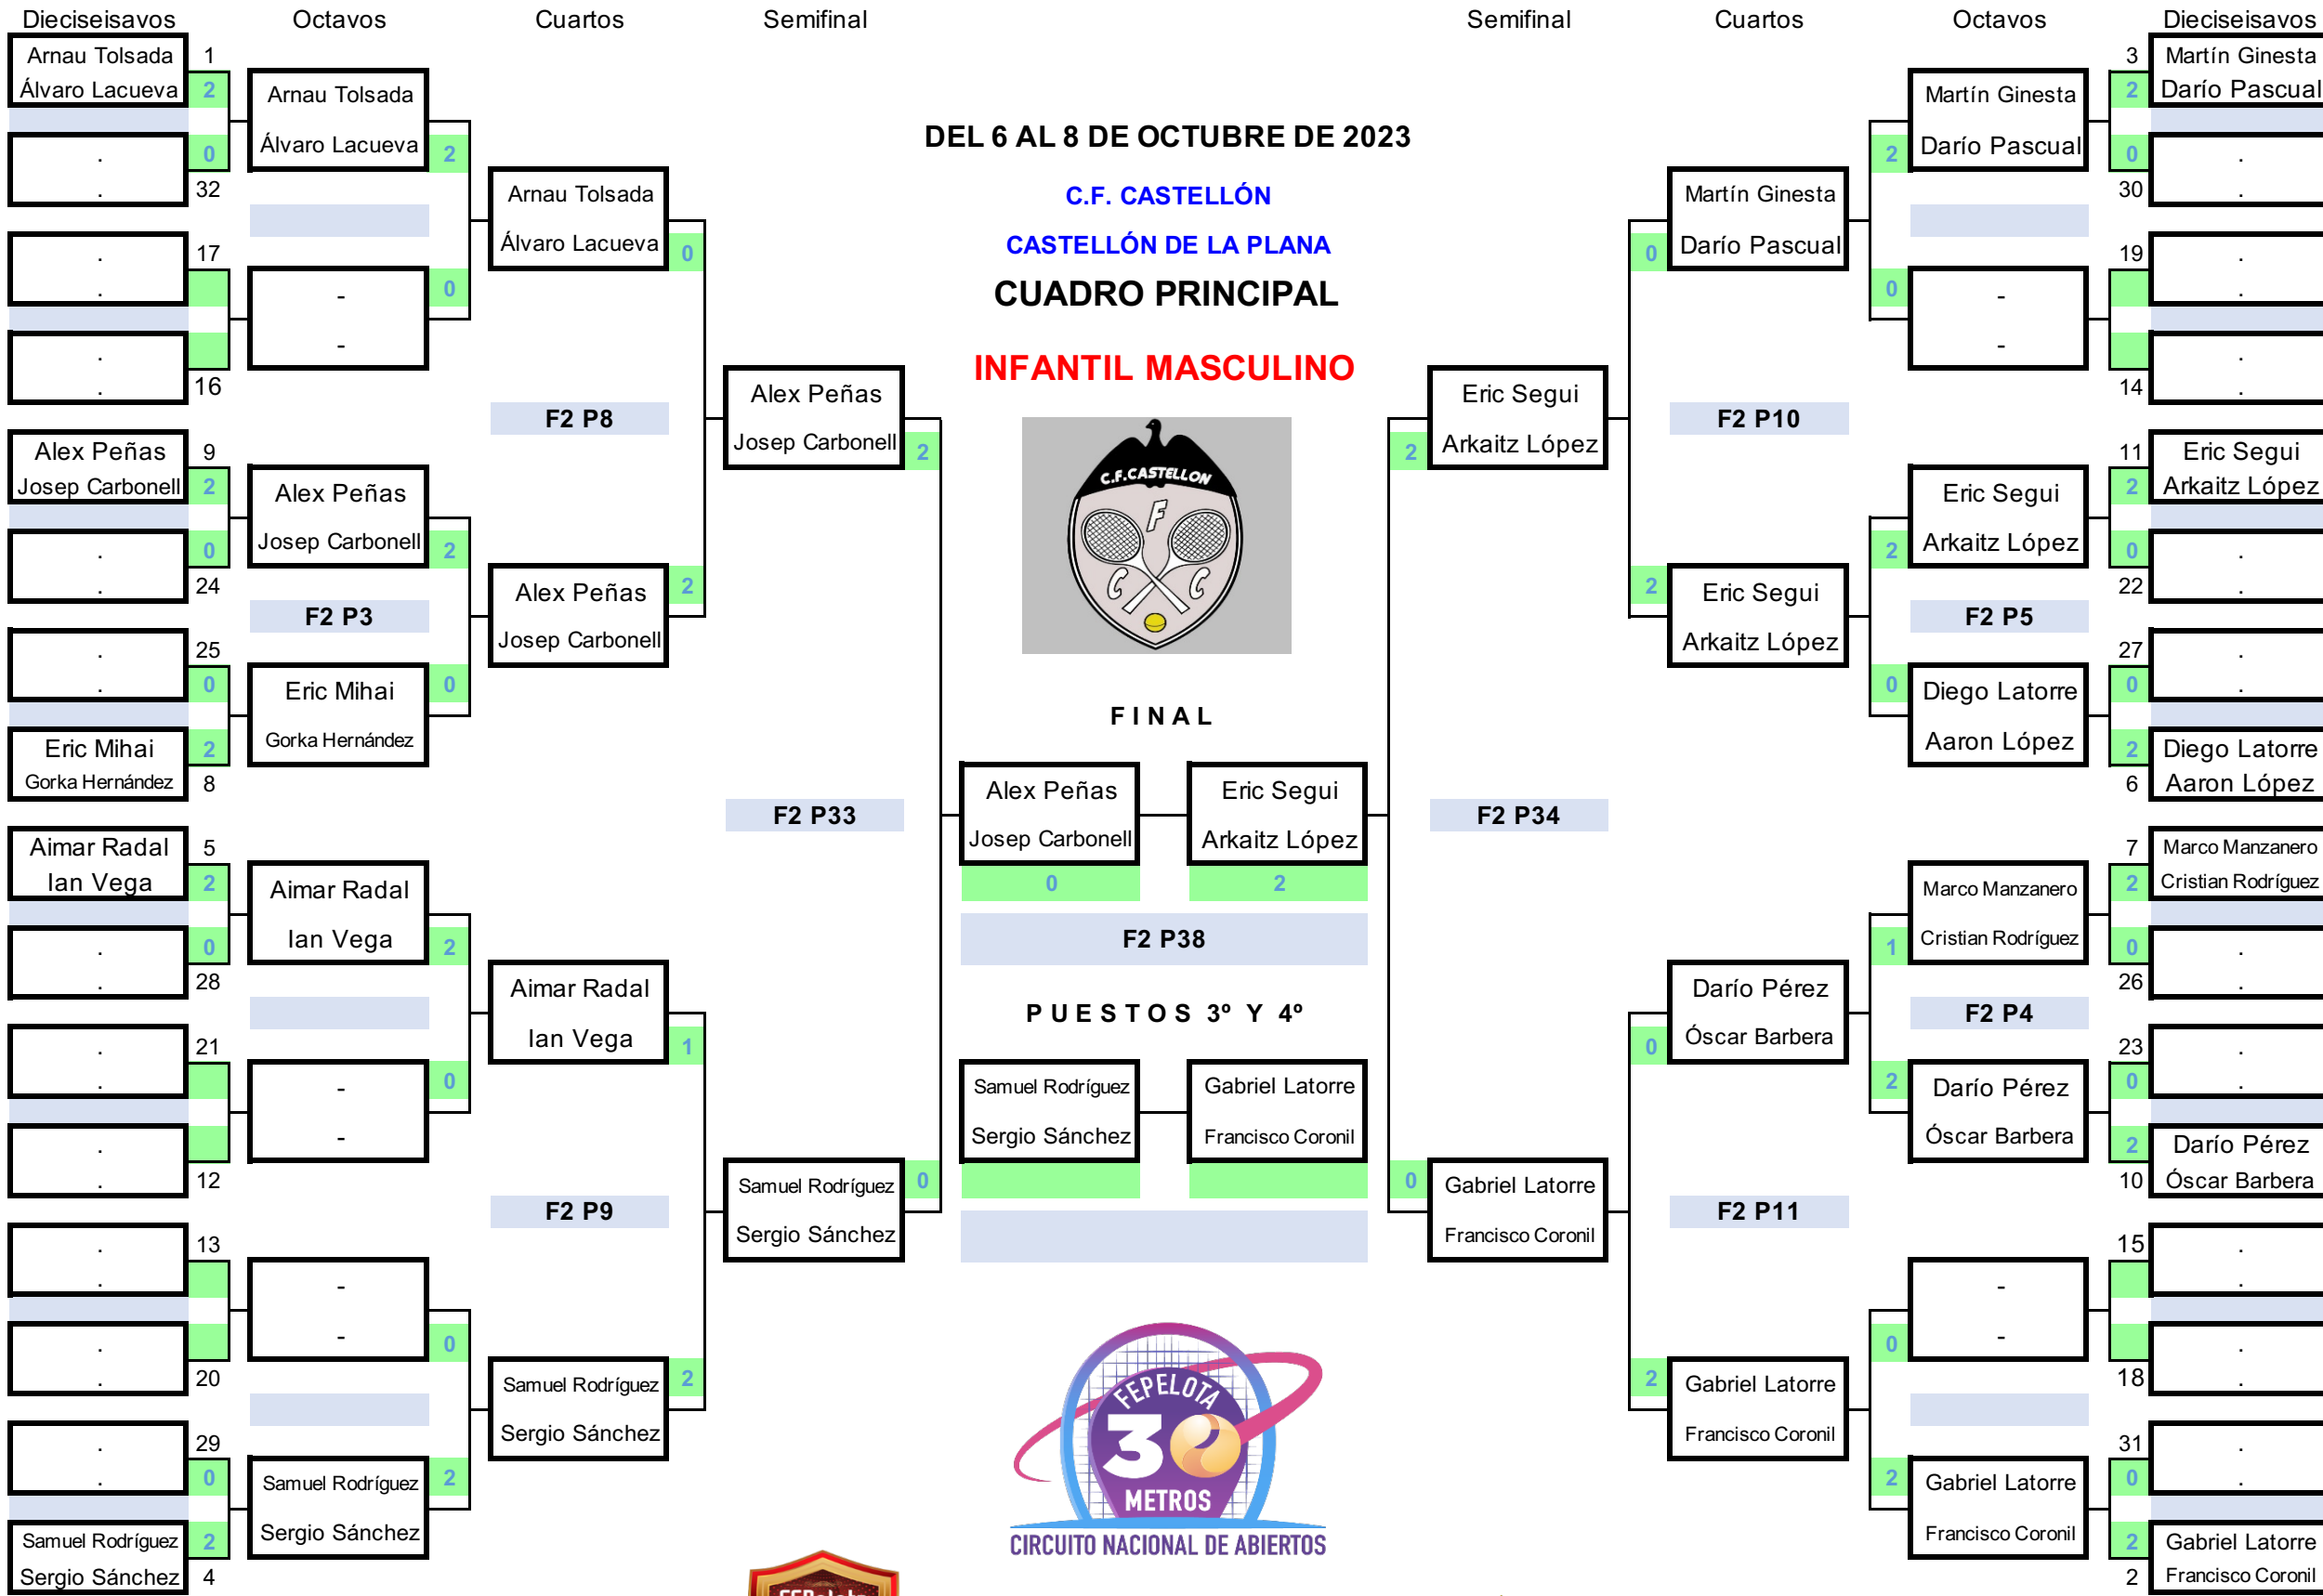 Dieciseisavos
Octavos
Cuartos
Semifinal
Semifinal
Cuartos
Octavos
Dieciseisavos
Arnau Tolsada
1
Álvaro Lacueva
2
.
0
.
32
.
17
.
.
.
16
Alex Peñas
9
Josep Carbonell
2
.
0
.
24
.
25
.
0
Eric Mihai
2
Gorka Hernández
8
Aimar Radal
5
Ian Vega
2
.
0
.
28
.
21
.
.
.
12
.
13
.
.
.
20
.
29
.
0
Samuel Rodríguez
2
Sergio Sánchez
4
Arnau Tolsada
Álvaro Lacueva
2
-
0
-
Alex Peñas
Josep Carbonell
2
F2 P3
Eric Mihai
0
Gorka Hernández
Aimar Radal
Ian Vega
2
-
0
-
-
-
0
Samuel Rodríguez
2
Sergio Sánchez
Arnau Tolsada
Álvaro Lacueva
0
F2 P8
Alex Peñas
2
Josep Carbonell
Aimar Radal
Ian Vega
1
F2 P9
Samuel Rodríguez
2
Sergio Sánchez
Alex Peñas
Josep Carbonell
2
F2 P33
Samuel Rodríguez
0
Sergio Sánchez
DEL 6 AL 8 DE OCTUBRE DE 2023
C.F. CASTELLÓN
CASTELLÓN DE LA PLANA
CUADRO PRINCIPAL
INFANTIL MASCULINO
C.F.CASTELLON
F
C C
FINAL
Alex Peñas
Josep Carbonell
0
Eric Segui
Arkaitz López
2
F2 P38
PUESTOS 3º Y 4º
Samuel Rodríguez
Sergio Sánchez
Gabriel Latorre
Francisco Coronil
FEPELOTA
30
METROS
CIRCUITO NACIONAL DE ABIERTOS
Eric Segui
2
Arkaitz López
F2 P34
0
Gabriel Latorre
Francisco Coronil
Martín Ginesta
0
Darío Pascual
F2 P10
2
Eric Segui
Arkaitz López
Darío Pérez
0
Óscar Barbera
F2 P11
2
Gabriel Latorre
Francisco Coronil
Martín Ginesta
2
Darío Pascual
0
-
-
Eric Segui
2
Arkaitz López
F2 P5
0
Diego Latorre
Aaron López
Marco Manzanero
1
Cristian Rodríguez
F2 P4
2
Darío Pérez
Óscar Barbera
-
0
-
2
Gabriel Latorre
Francisco Coronil
3
Martín Ginesta
2
Darío Pascual
0
.
30
.
19
.
.
.
14
.
11
Eric Segui
2
Arkaitz López
0
.
22
.
27
.
0
.
2
Diego Latorre
6
Aaron López
7
Marco Manzanero
2
Cristian Rodríguez
0
.
26
.
23
.
0
.
2
Darío Pérez
10
Óscar Barbera
15
.
.
.
18
.
31
.
0
.
2
Gabriel Latorre
2
Francisco Coronil